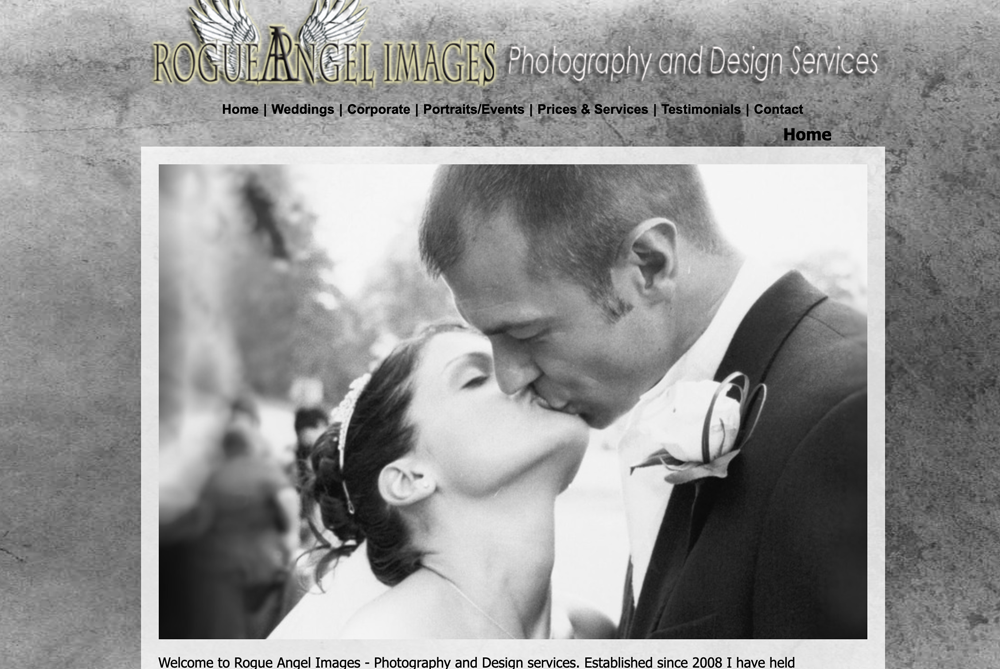 ROGUE ANGEL IMAGES Photography and Design Services
Home | Weddings | Corporate | Portraits/Events | Prices & Services | Testimonials | Contact
Home
Welcome to Rogue Angel Images - Photography and Design services. Established since 2008 I have held